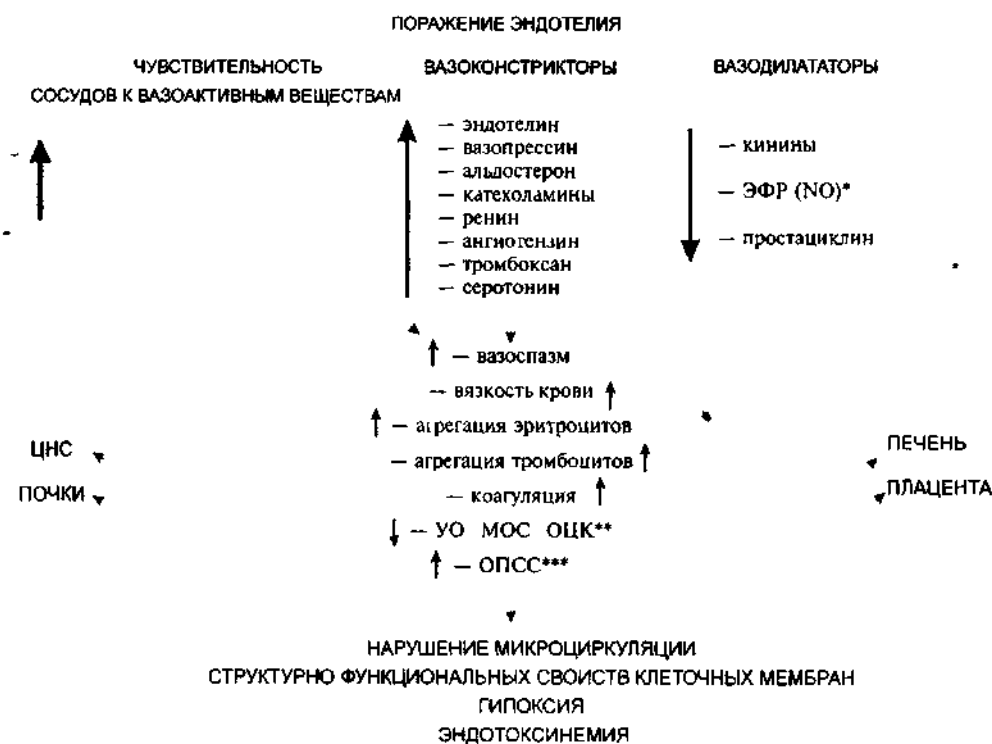 ПОРАЖЕНИЕ ЭНДОТЕЛИЯ
ЧУВСТВИТЕЛЬНОСТЬ
СОСУДОВ К ВАЗОАКТИВНЫМ ВЕЩЕСТВАМ
ВАЗОКОНСТРИКТОРЫ
— эндотелин
— вазопрессин
— альдостерон
— катехоламины
— ренин
— ангиотензин
— тромбоксан
— серотонин
ВАЗОДИЛАТАТОРЫ
— кинины
— ЭФР (NO)*
— простациклин
— вазоспазм
— вязкость крови
— агрегация эритроцитов
— агрегация тромбоцитов
— коагуляция
— УО МОС ОЦК**
— ОПСС***
ЦНС
ПОЧКИ
ПЕЧЕНЬ
ПЛАЦЕНТА
НАРУШЕНИЕ МИКРОЦИРКУЛЯЦИИ
СТРУКТУРНО ФУНКЦИОНАЛЬНЫХ СВОЙСТВ КЛЕТОЧНЫХ МЕМБРАН
ГИПОКСИЯ
ЭНДОТОКСИНЕМИЯ